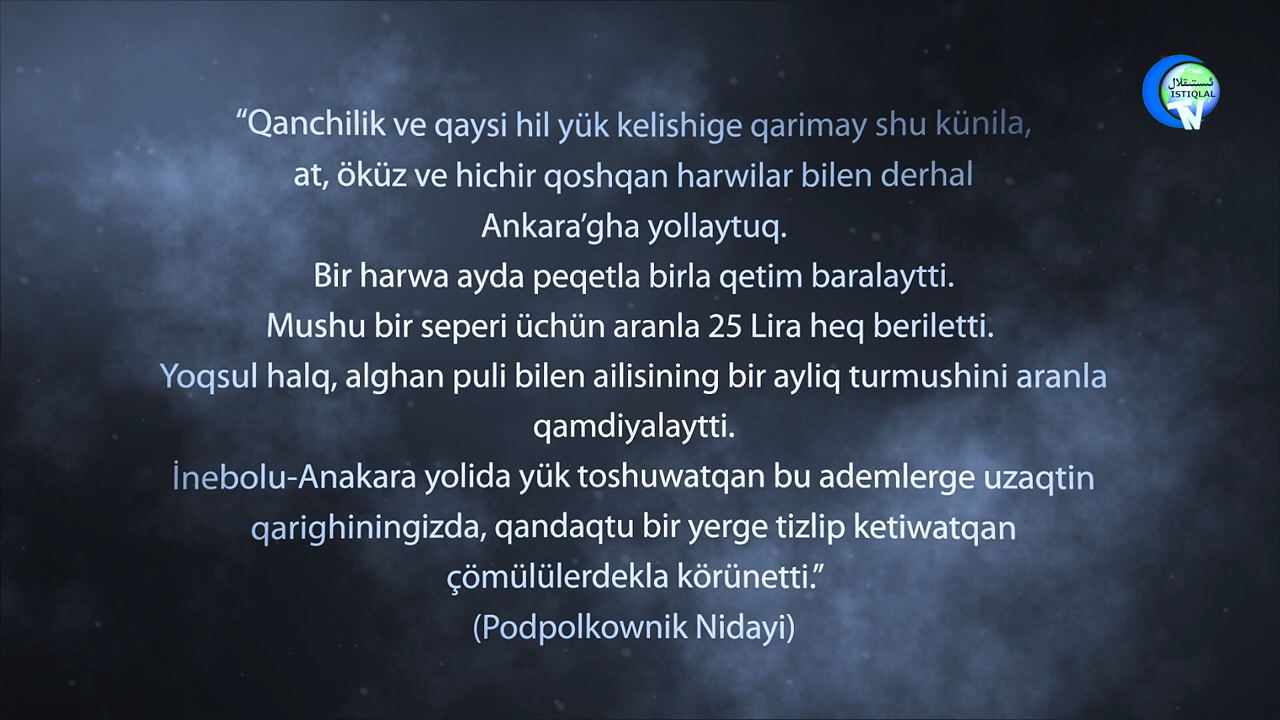 ئىستىقلال
ISTIQLAL
TV
“Qanchilik ve qaysi hil yük kelishige qarimay shu künila,
at, öküz ve hichir qoshqan harwilar bilen derhal
Ankara’gha yollaytuq.
Bir harwa ayda peqetla birla qetim baralaytti.
Mushu bir seperi üchün aranla 25 Lira heq beriletti.
Yoqsul halq, alghan puli bilen ailisining bir ayliq turmushini aranla
qamdiyalaytti.
İnebolu-Anakara yolida yük toshuwatqan bu ademlerge uzaqtin
qarighiningizda, qandaqtu bir yerge tizlip ketiwatqan
çömülülerdekla körünetti.”
(Podpolkownik Nidayi)